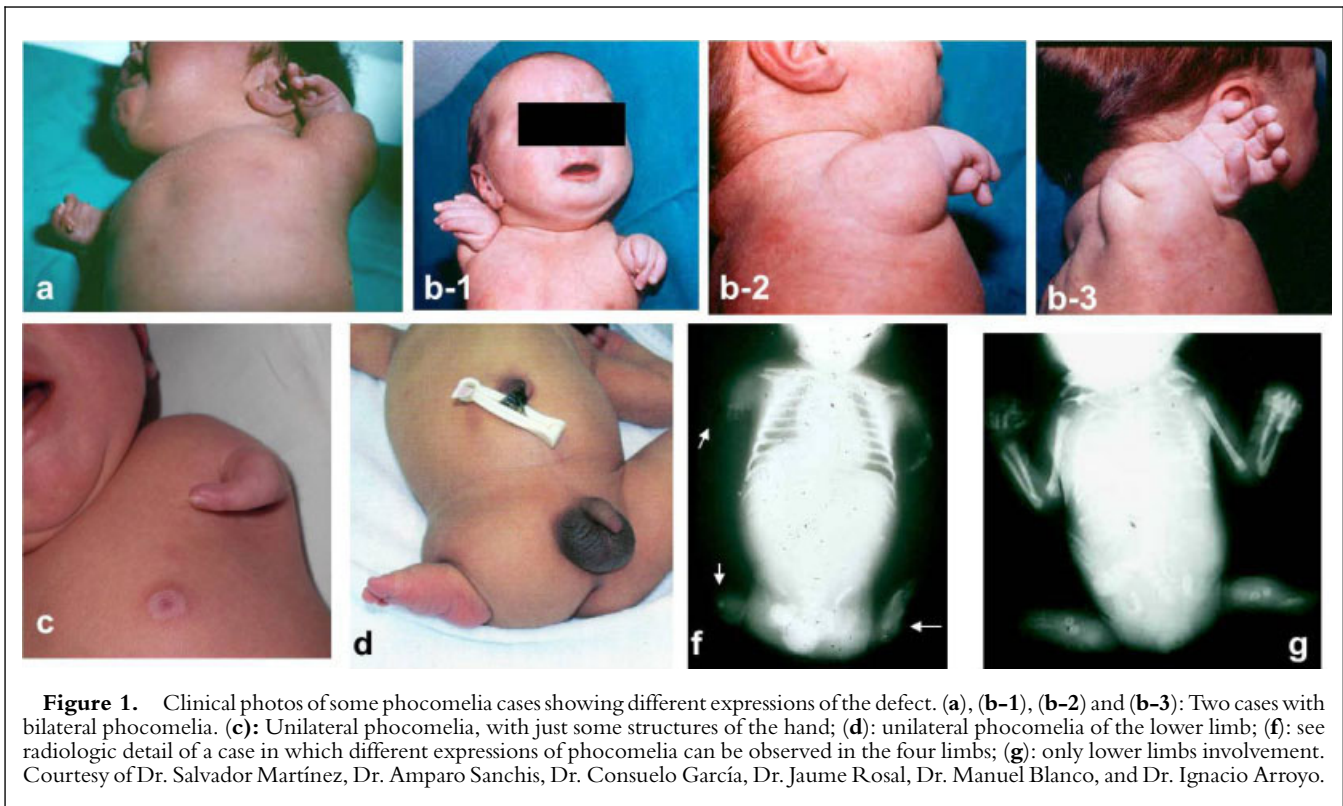 a
b-1
b-2
b-3
c
d
f
g
Figure 1. Clinical photos of some phocomelia cases showing different expressions of the defect. (a), (b-1), (b-2) and (b-3): Two cases with
bilateral phocomelia. (c): Unilateral phocomelia, with just some structures of the hand; (d): unilateral phocomelia of the lower limb; (f): see
radiologic detail of a case in which different expressions of phocomelia can be observed in the four limbs; (g): only lower limbs involvement.
Courtesy of Dr. Salvador Martínez, Dr. Amparo Sanchis, Dr. Consuelo García, Dr. Jaume Rosal, Dr. Manuel Blanco, and Dr. Ignacio Arroyo.